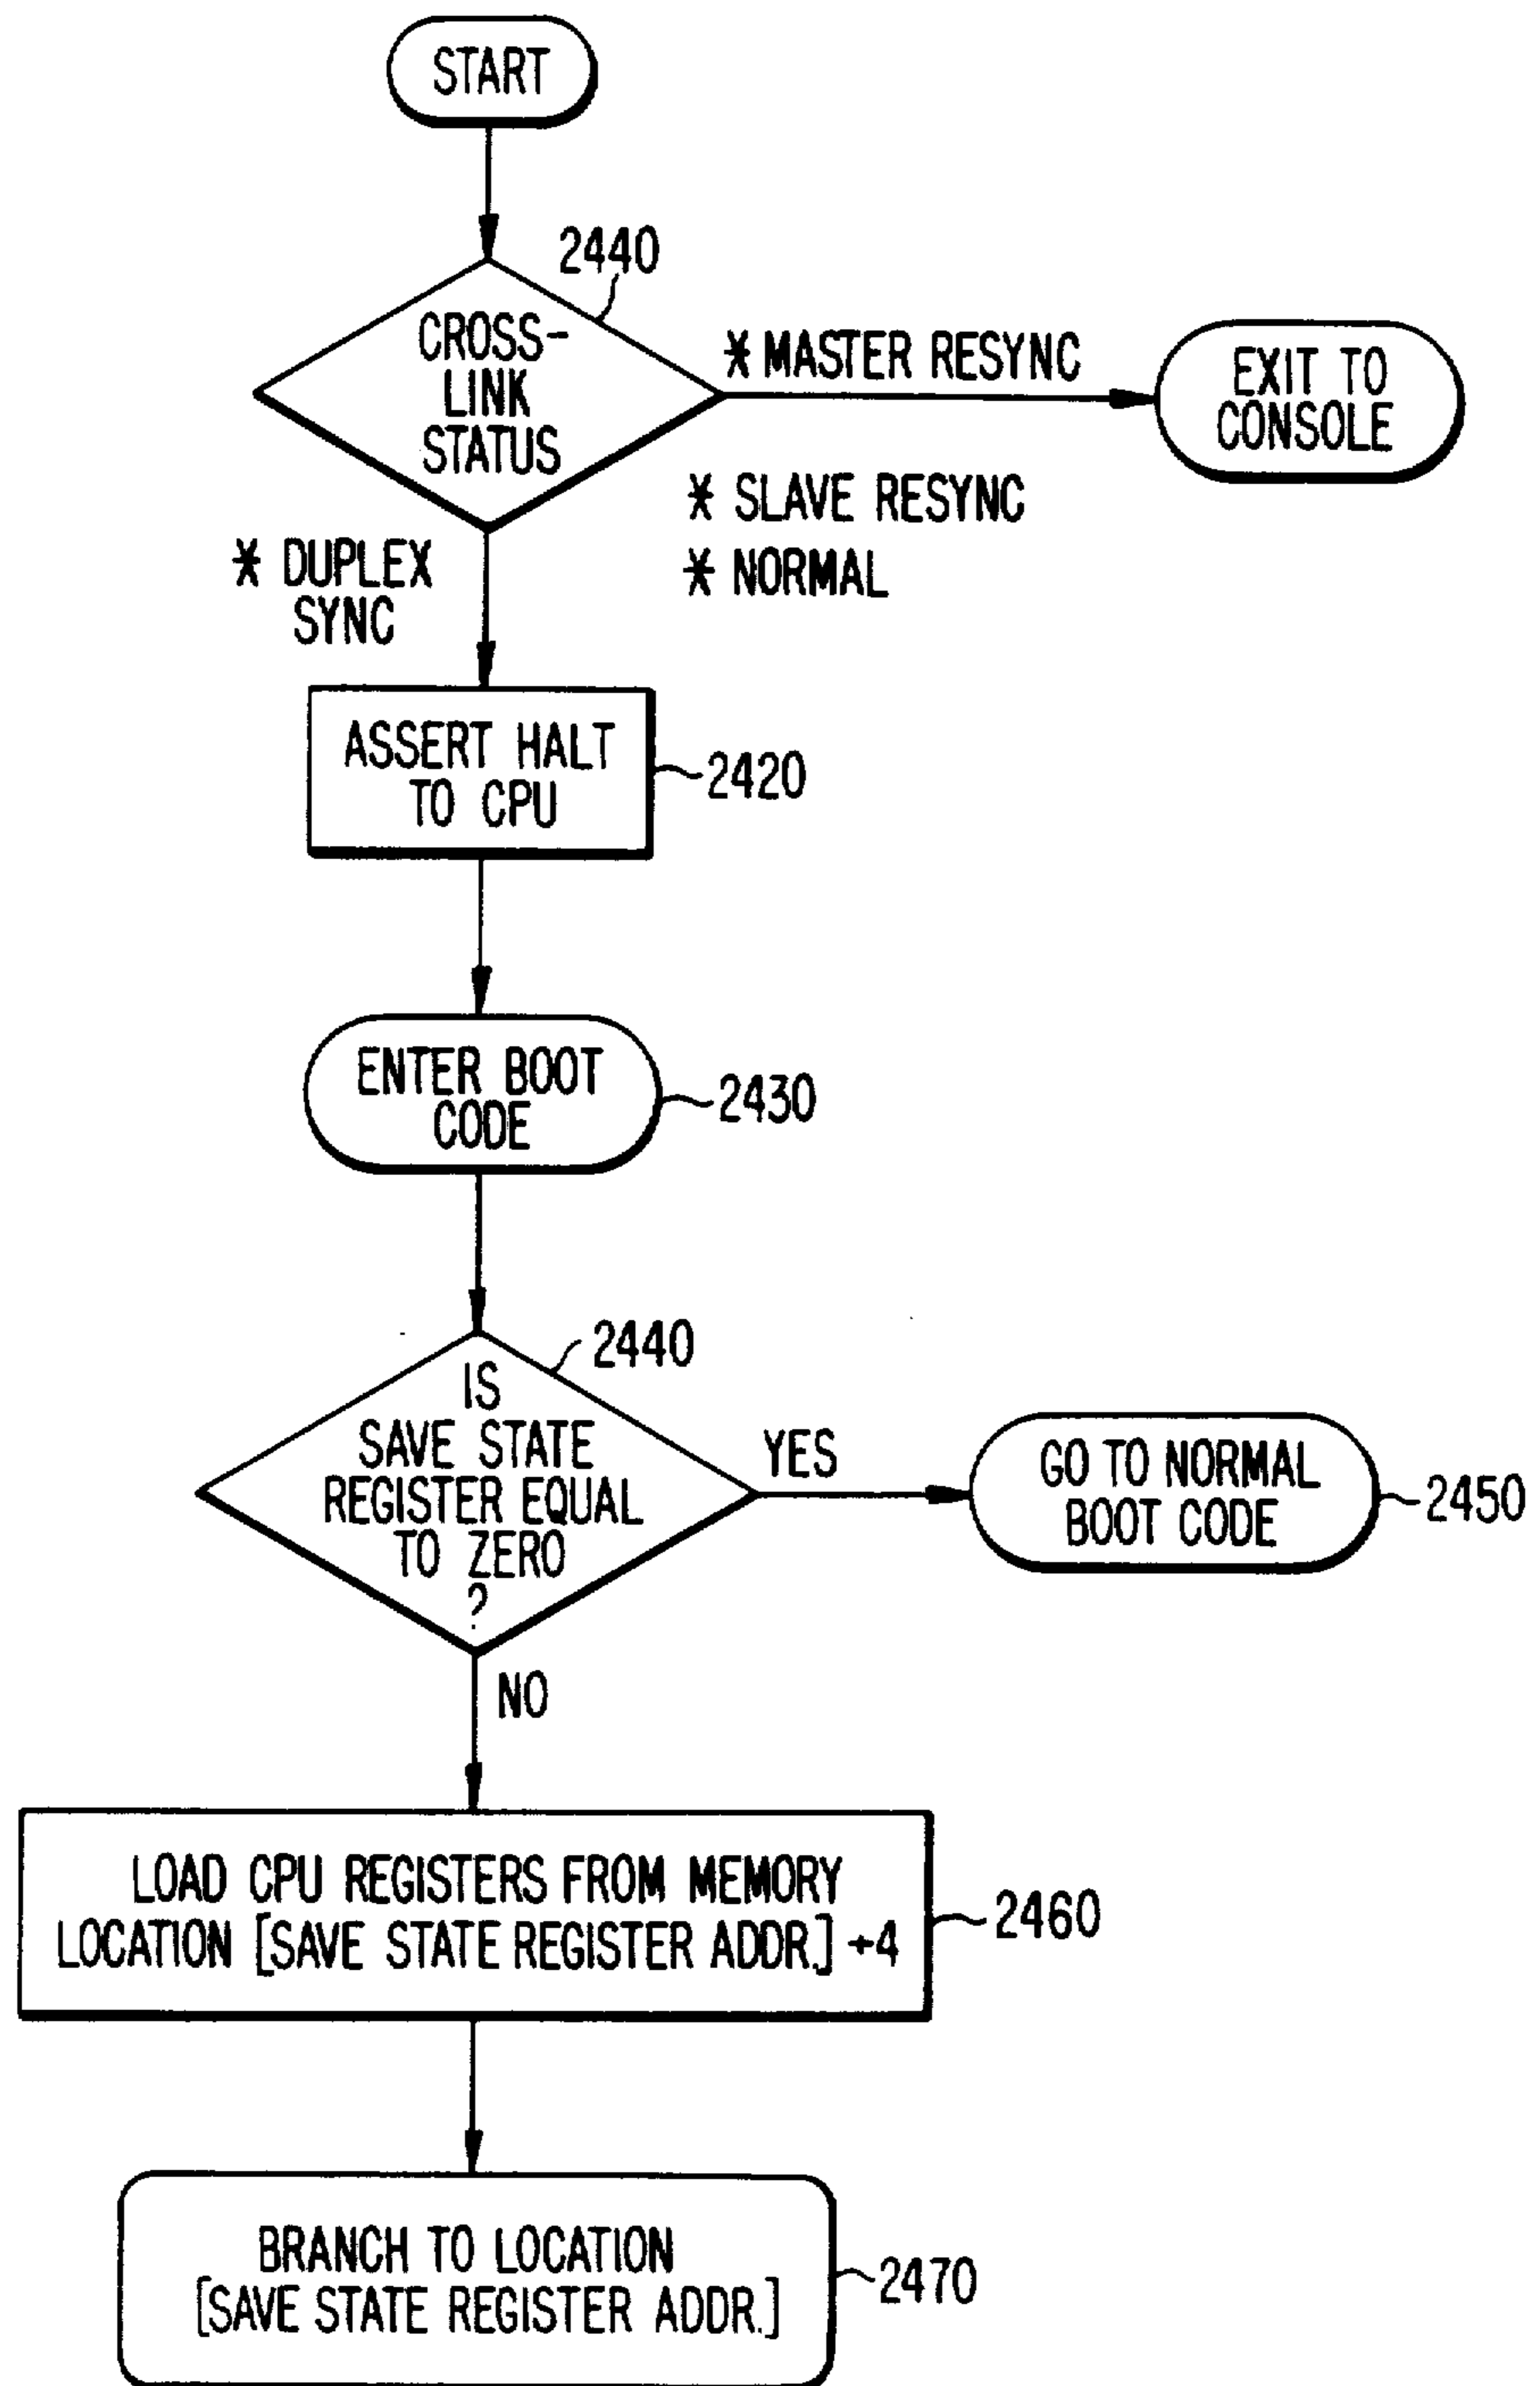 START
2440
CROSS-
LINK
STATUS
* MASTER RESYNC
EXIT TO
CONSOLE
* SLAVE RESYNC
* NORMAL
* DUPLEX
SYNC
ASSERT HALT
TO CPU
2420
ENTER BOOT
CODE
2430
2440
IS
SAVE STATE
REGISTER EQUAL
TO ZERO
?
YES
GO TO NORMAL
BOOT CODE
2450
NO
LOAD CPU REGISTERS FROM MEMORY
LOCATION [SAVE STATE REGISTER ADDR.] +4
2460
BRANCH TO LOCATION
[SAVE STATE REGISTER ADDR.]
2470